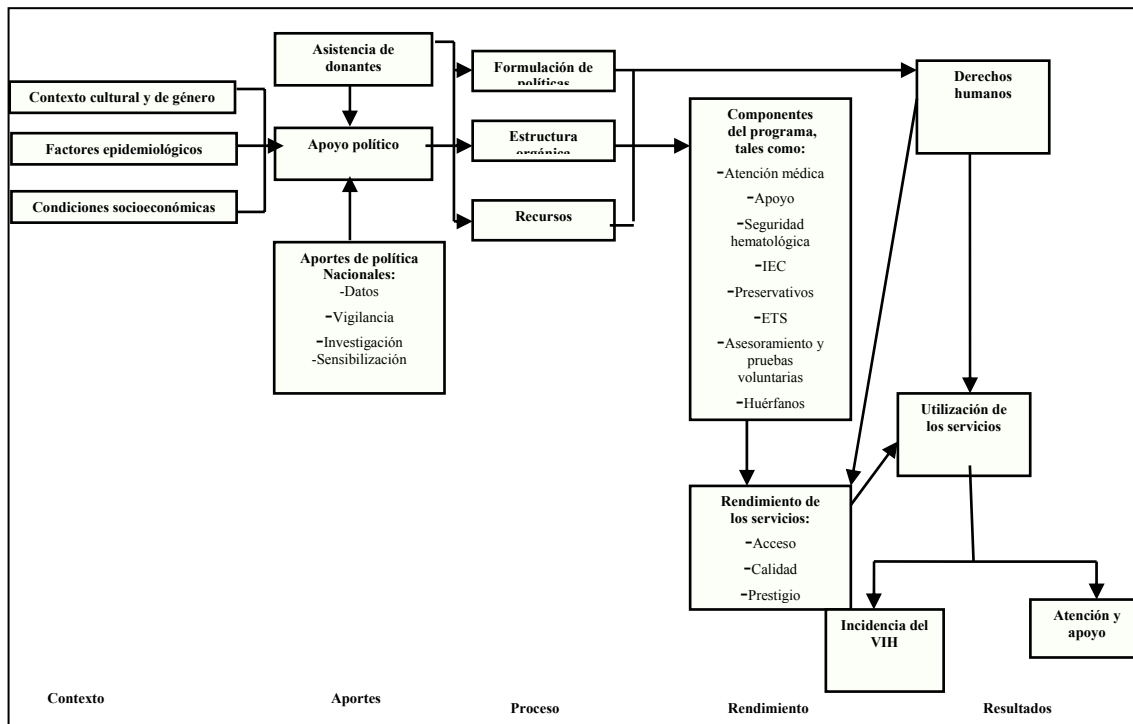 Contexto cultural y de género
Factores epidemiológicos
Condiciones socioeconómicas
Asistencia de
donantes
Apoyo político
Aportes de política
Nacionales:
-Datos
-Vigilancia
-Investigación
-Sensibilización
Formulación de
políticas
Estructura
orgánica
Recursos
Componentes
del programa,
tales como:
-Atención médica
-Apoyo
-Seguridad
hematológica
-IEC
-Preservativos
-ETS
-Asesoramiento y
pruebas
voluntarias
-Huérfanos
Rendimiento de
los servicios:
-Acceso
-Calidad
-Prestigio
Derechos
humanos
Utilización de
los servicios
Incidencia del
VIH
Atención y
apoyo
Contexto
Aportes
Proceso
Rendimiento
Resultados